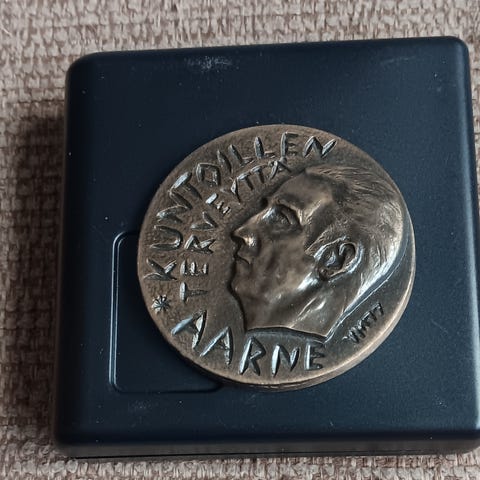 KUNTOILLEN
TERVEYTTÄ
* AARNE